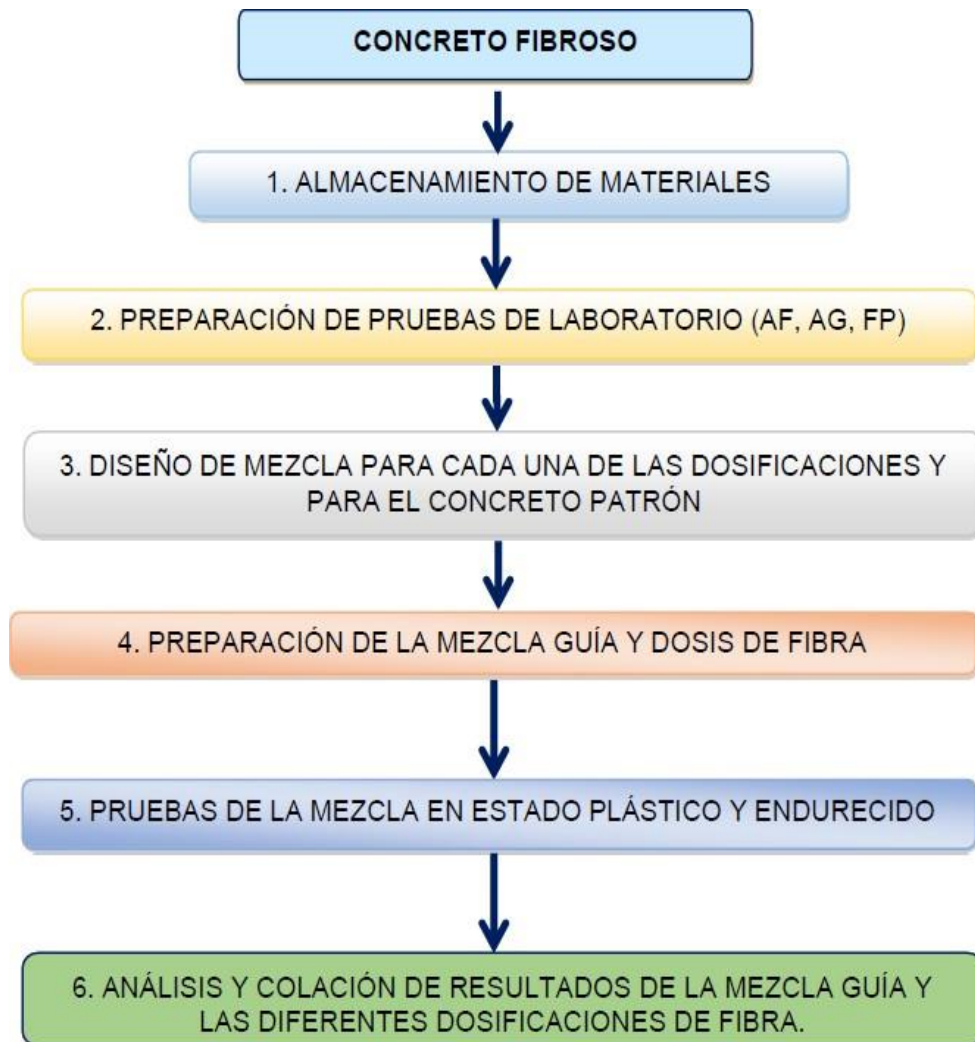 CONCRETO FIBROSO
1. ALMACENAMIENTO DE MATERIALES
2. PREPARACIÓN DE PRUEBAS DE LABORATORIO (AF, AG, FP)
3. DISEÑO DE MEZCLA PARA CADA UNA DE LAS DOSIFICACIONES Y
PARA EL CONCRETO PATRÓN
4. PREPARACIÓN DE LA MEZCLA GUÍA Y DOSIS DE FIBRA
5. PRUEBAS DE LA MEZCLA EN ESTADO PLÁSTICO Y ENDURECIDO
6. ANÁLISIS Y COLACIÓN DE RESULTADOS DE LA MEZCLA GUÍA Y
LAS DIFERENTES DOSIFICACIONES DE FIBRA.